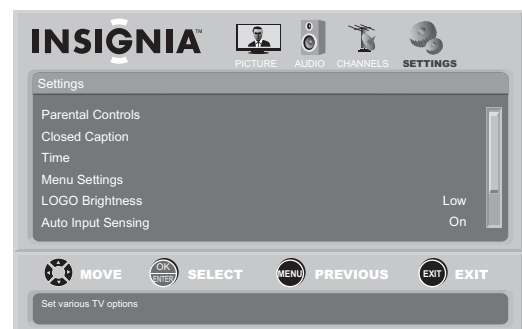 INSIGNIA™
PICTURE AUDIO CHANNELS SETTINGS
Settings
Parental Controls
Closed Caption
Time
Menu Settings
LOGO Brightness Low
Auto Input Sensing On
MOVE OK ENTER SELECT MENU PREVIOUS EXIT EXIT
Set various TV options